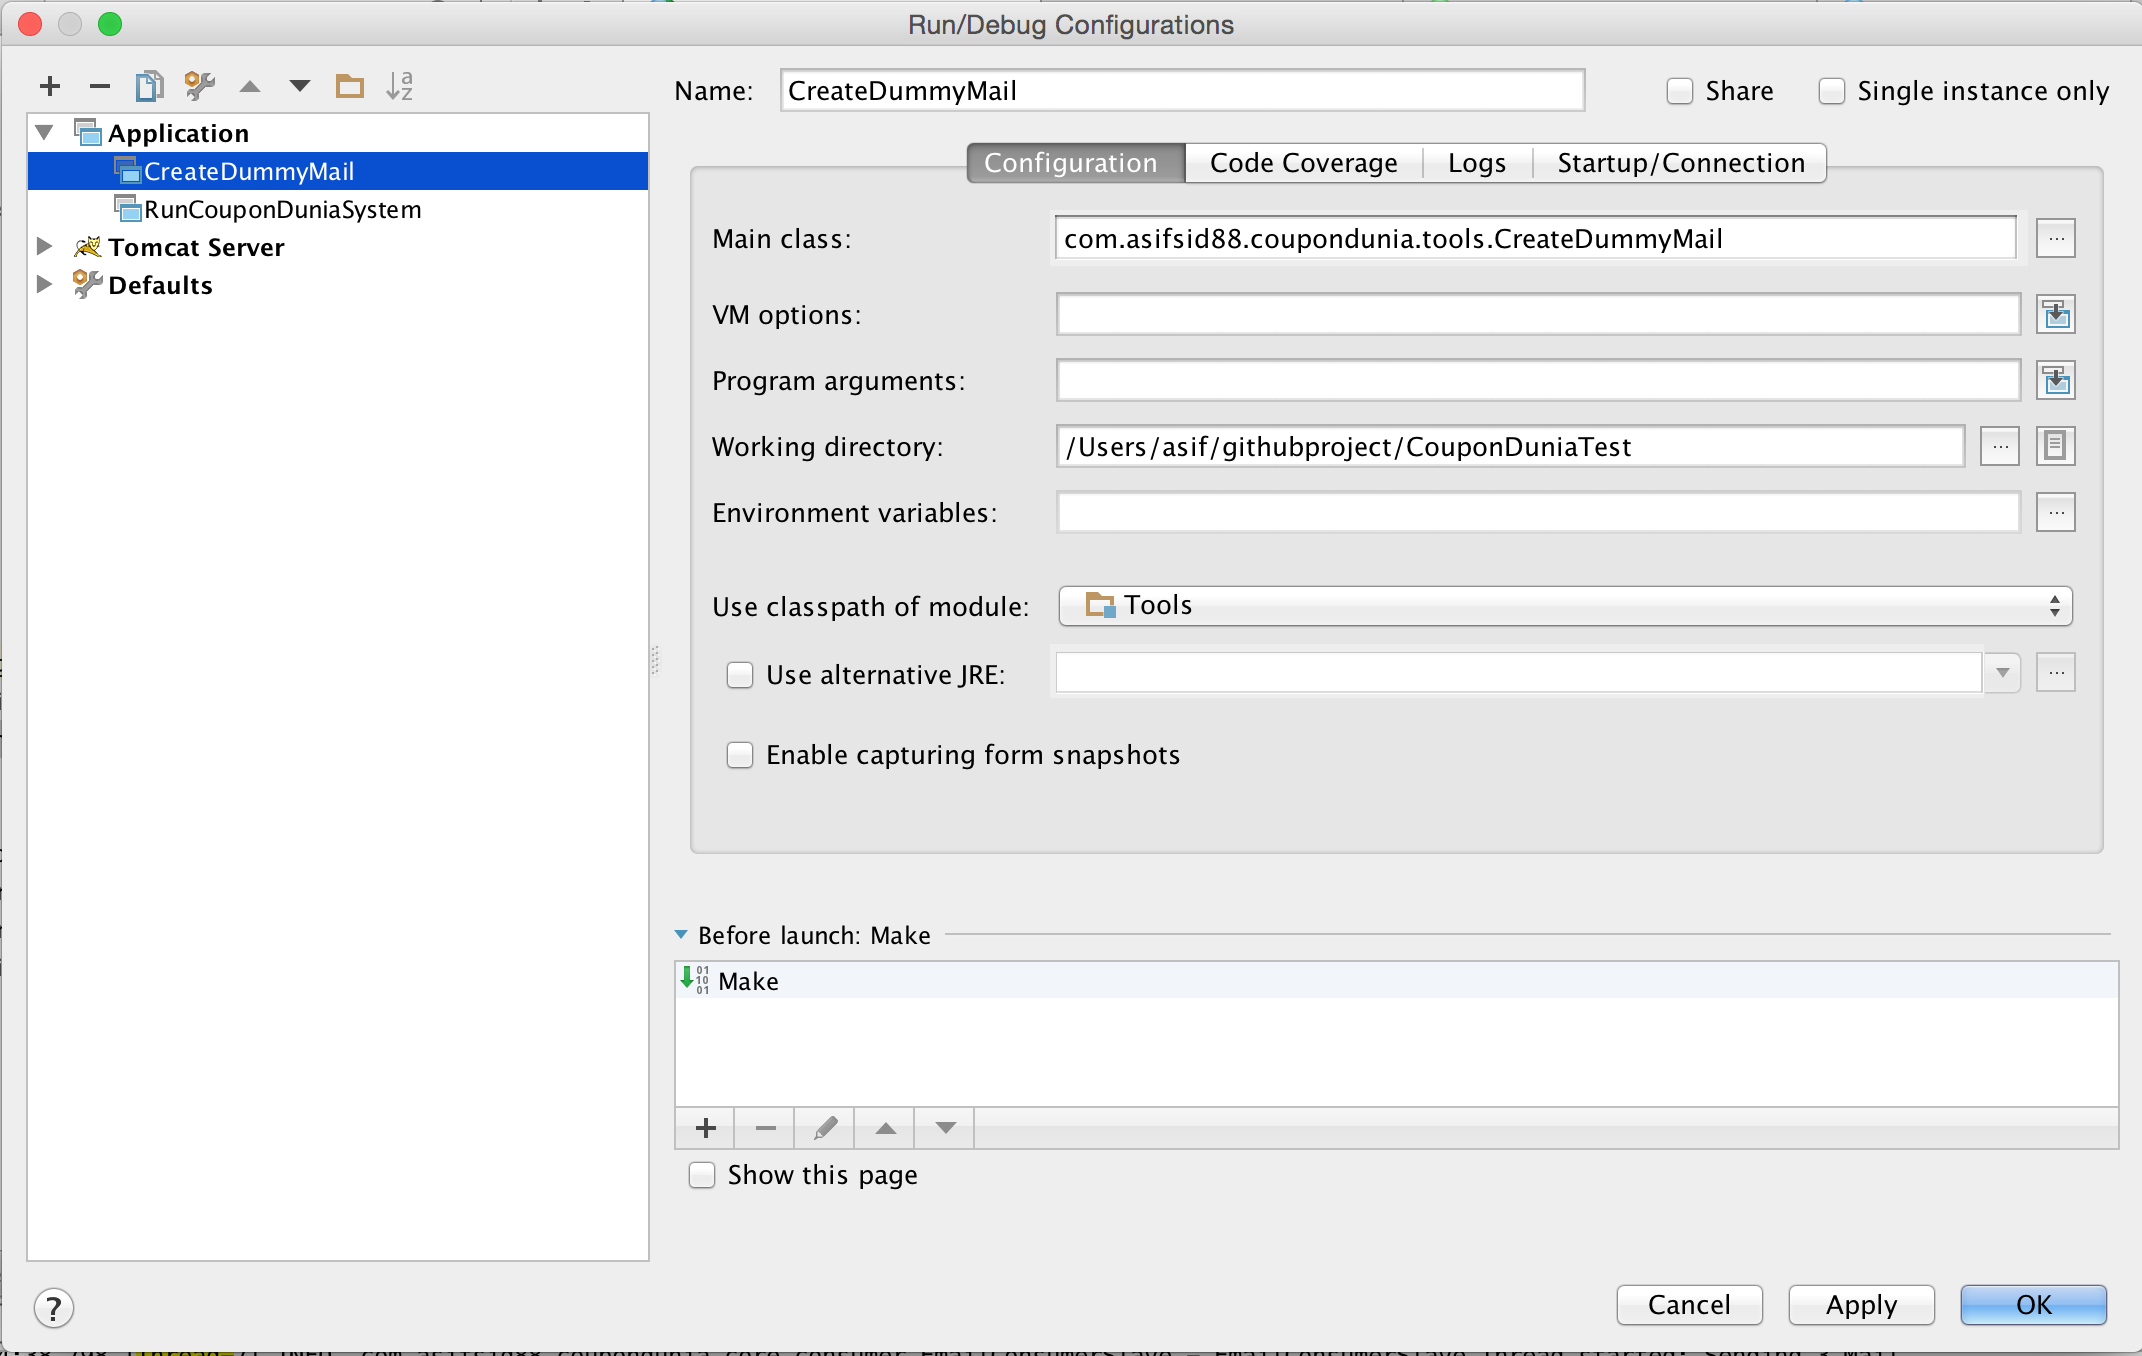 Run/Debug Configurations
Name: CreateDummyMail
Share
Single instance only
Application
CreateDummyMail
RunCouponDuniaSystem
Tomcat Server
Defaults
Configuration
Code Coverage
Logs
Startup/Connection
Main class: com.asifsid88.coupondunia.tools.CreateDummyMail
VM options:
Program arguments:
Working directory: /Users/asif/githubproject/CouponDuniaTest
Environment variables:
Use classpath of module: Tools
Use alternative JRE:
Enable capturing form snapshots
Before launch: Make
Make
Show this page
?
Cancel
Apply
OK